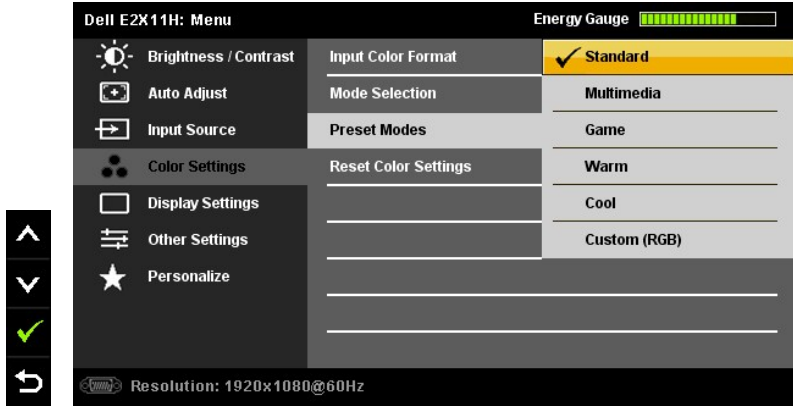 Dell E2X11H: Menu
Energy Gauge
Brightness / Contrast
Auto Adjust
Input Source
Color Settings
Display Settings
Other Settings
Personalize
Input Color Format
Mode Selection
Preset Modes
Reset Color Settings
Standard
Multimedia
Game
Warm
Cool
Custom (RGB)
Resolution: 1920x1080@60Hz